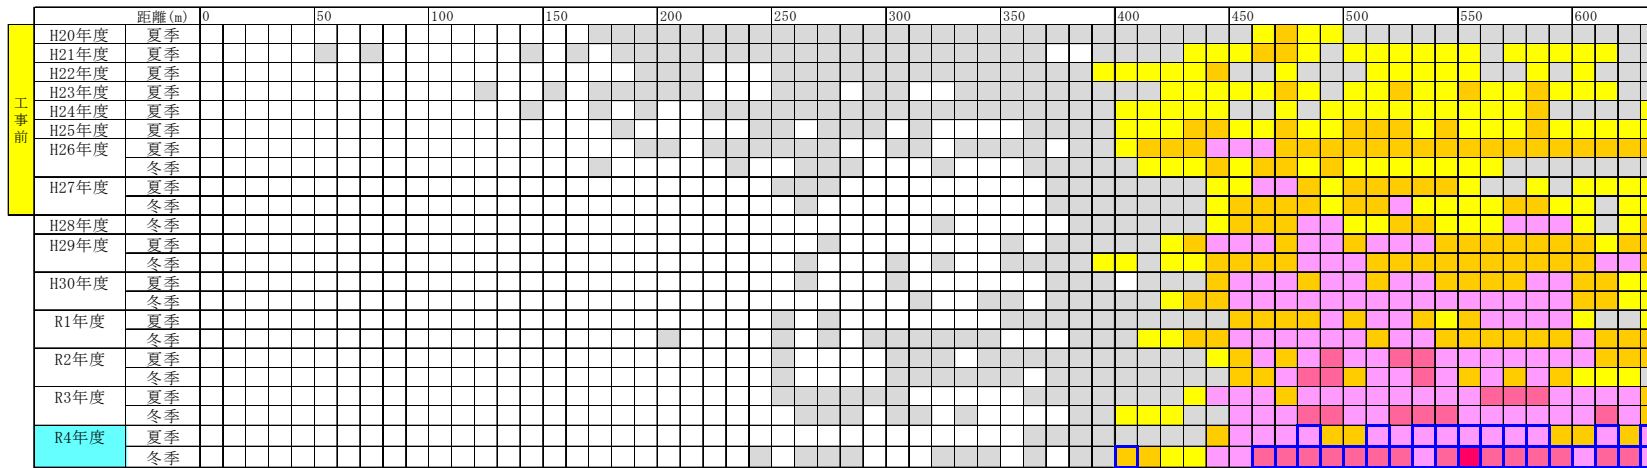 距離(m) 0 50 100 150 200 250 300 350 400 450 500 550 600
工事前
H20年度 夏季
H21年度 夏季
H22年度 夏季
H23年度 夏季
H24年度 夏季
H25年度 夏季
H26年度 夏季
冬季
H27年度 夏季
冬季
H28年度 冬季
H29年度 夏季
冬季
H30年度 夏季
冬季
R1年度 夏季
冬季
R2年度 夏季
冬季
R3年度 夏季
冬季
R4年度 夏季
冬季